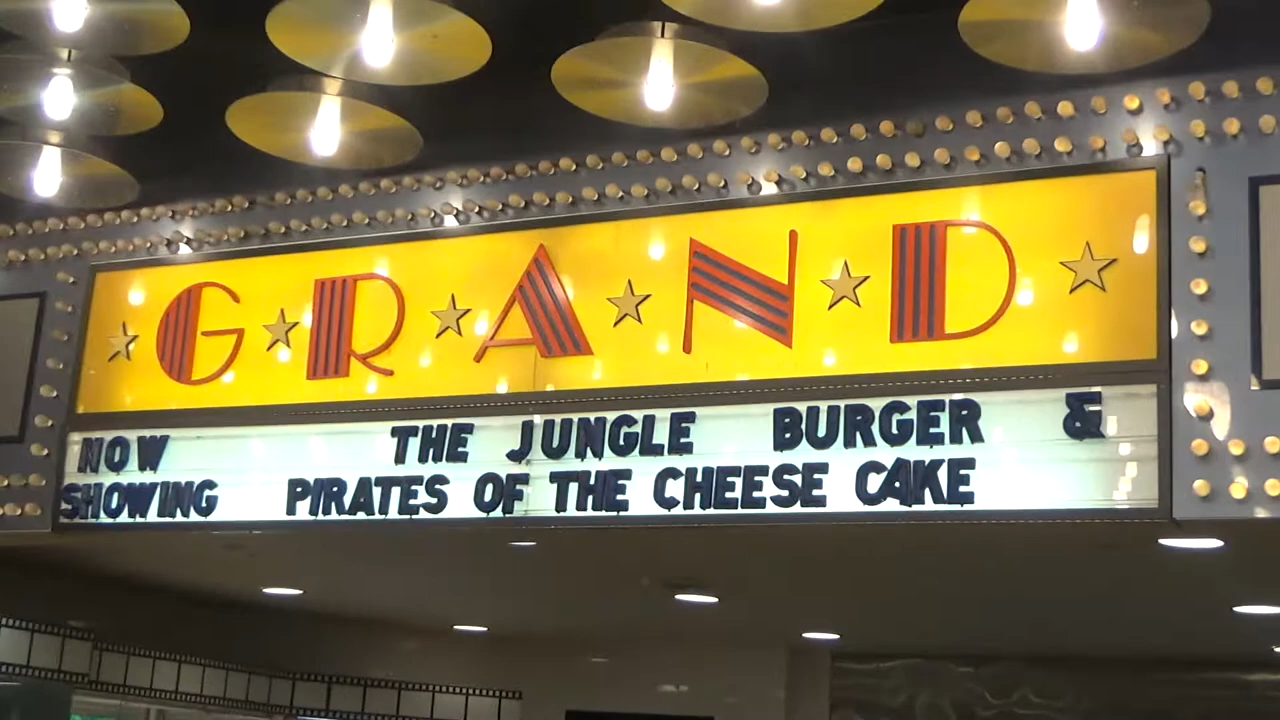 GRAND
NOW THE JUNGLE BURGER &
SHOWING PIRATES OF THE CHEESE CAKE